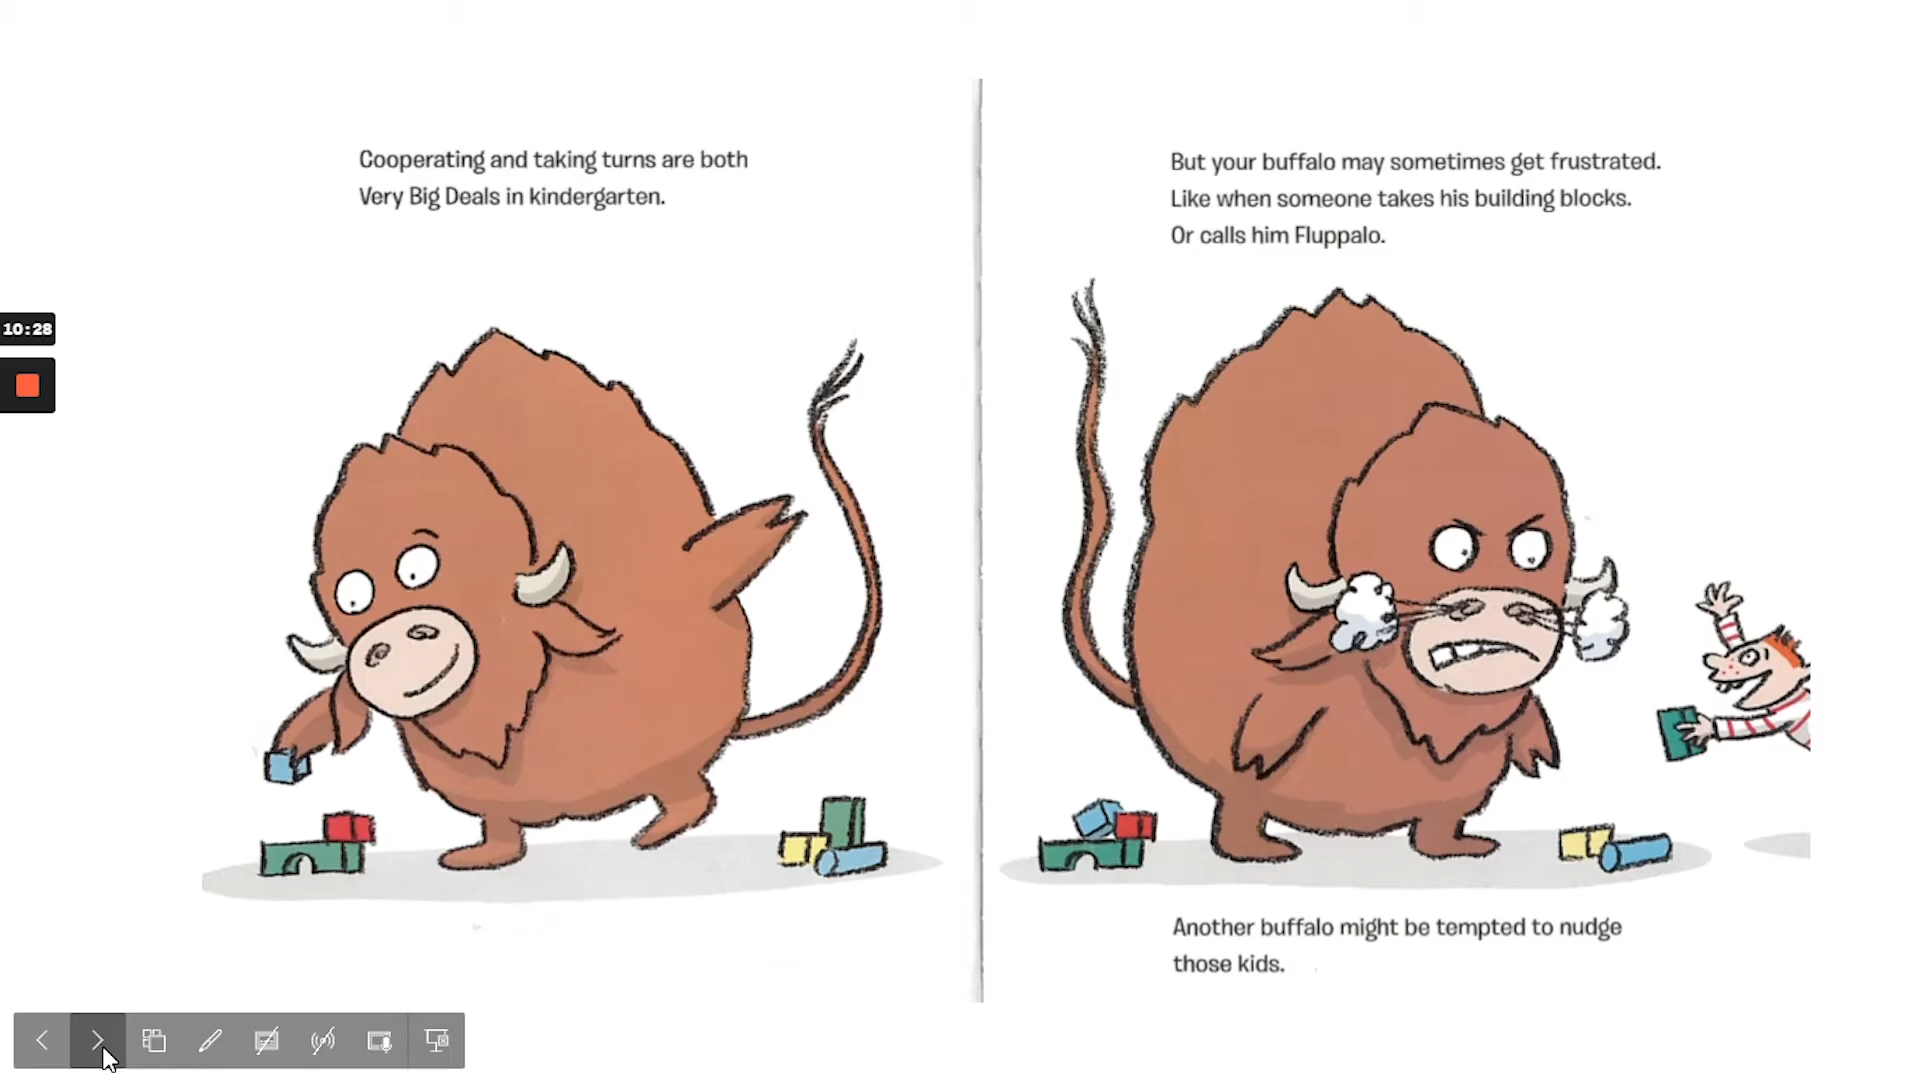 Cooperating and taking turns are both
Very Big Deals in kindergarten.
But your buffalo may sometimes get frustrated.
Like when someone takes his building blocks.
Or calls him Fluppalo.
Another buffalo might be tempted to nudge
those kids.
10:28